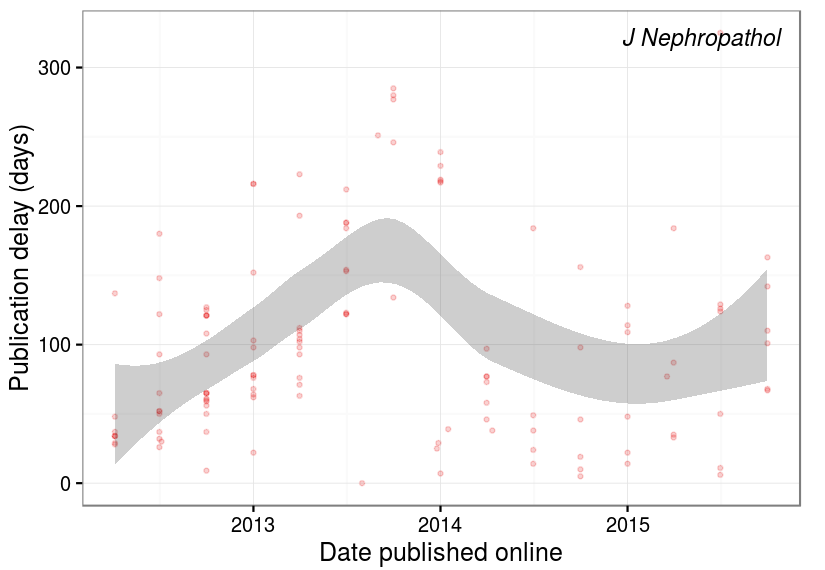 J Nephropathol
Publication delay (days)
300
200
100
0
2013 2014 2015
Date published online